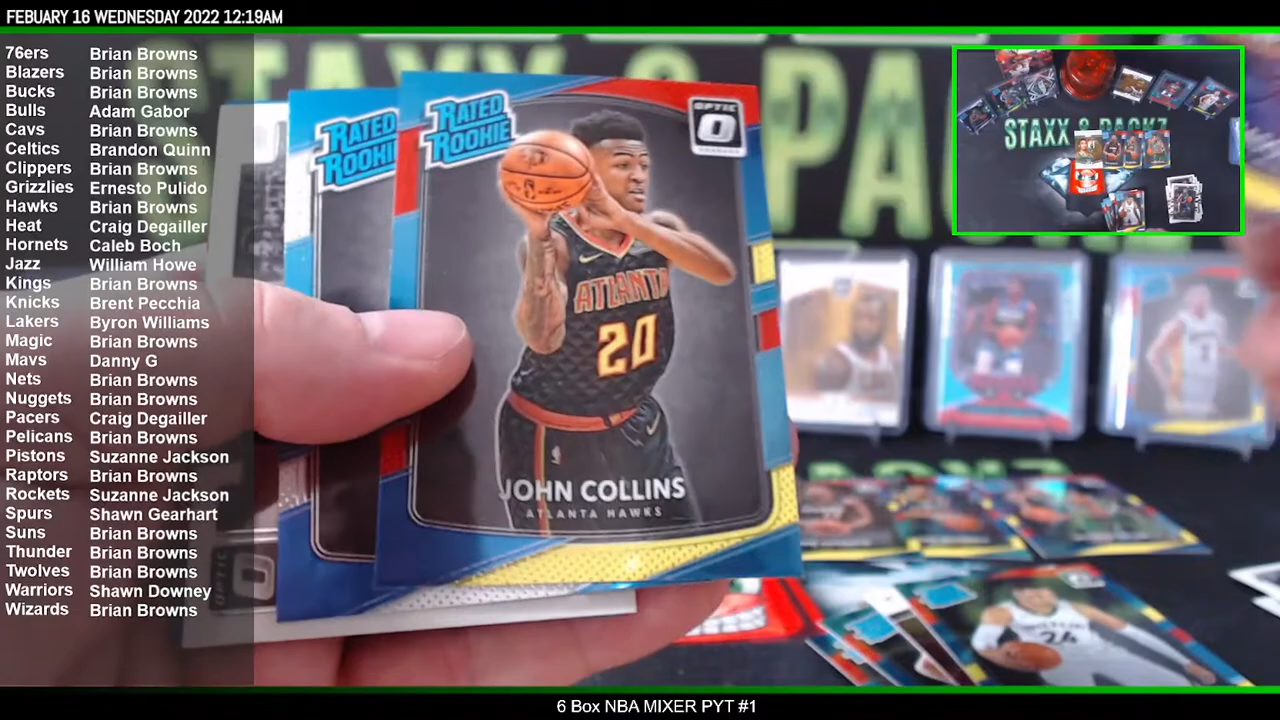 FEBUARY 16 WEDNESDAY 2022 12:19AM
76ers Brian Browns
Blazers Brian Browns
Bucks Brian Browns
Bulls Adam Gabor
Cavs Brian Browns
Celtics Brandon Quinn
Clippers Brian Browns
Grizzlies Ernesto Pulido
Hawks Brian Browns
Heat Craig Degailler
Hornets Caleb Boch
Jazz William Howe
Kings Brian Browns
Knicks Brent Pecchia
Lakers Byron Williams
Magic Brian Browns
Mavs Danny G
Nets Brian Browns
Nuggets Brian Browns
Pacers Craig Degailler
Pelicans Brian Browns
Pistons Suzanne Jackson
Raptors Brian Browns
Rockets Suzanne Jackson
Spurs Shawn Gearhart
Suns Brian Browns
Thunder Brian Browns
Twolves Brian Browns
Warriors Shawn Downey
Wizards Brian Browns
RATED
ROOKIE
RATED
ROOKIE
OPTIC
ATLANTA
20
JOHN COLLINS
ATLANTA HAWKS
STAXX & PACKZ
24
6 Box NBA MIXER PYT #1